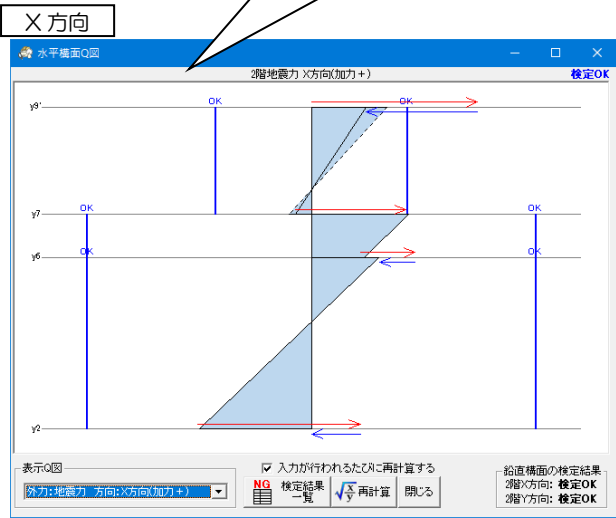 X方向
水平構面Q図
2階地震力 X方向(加力+)
検定OK
y9'
OK
OK
y7
OK
OK
y6
OK
OK
y2
表示Q図
外力:地震力 方向:X方向(加力+)
入力が行われるたびに再計算する
NG 検定結果一覧
√X/Y 再計算
閉じる
鉛直構面の検定結果
2階X方向: 検定OK
2階Y方向: 検定OK